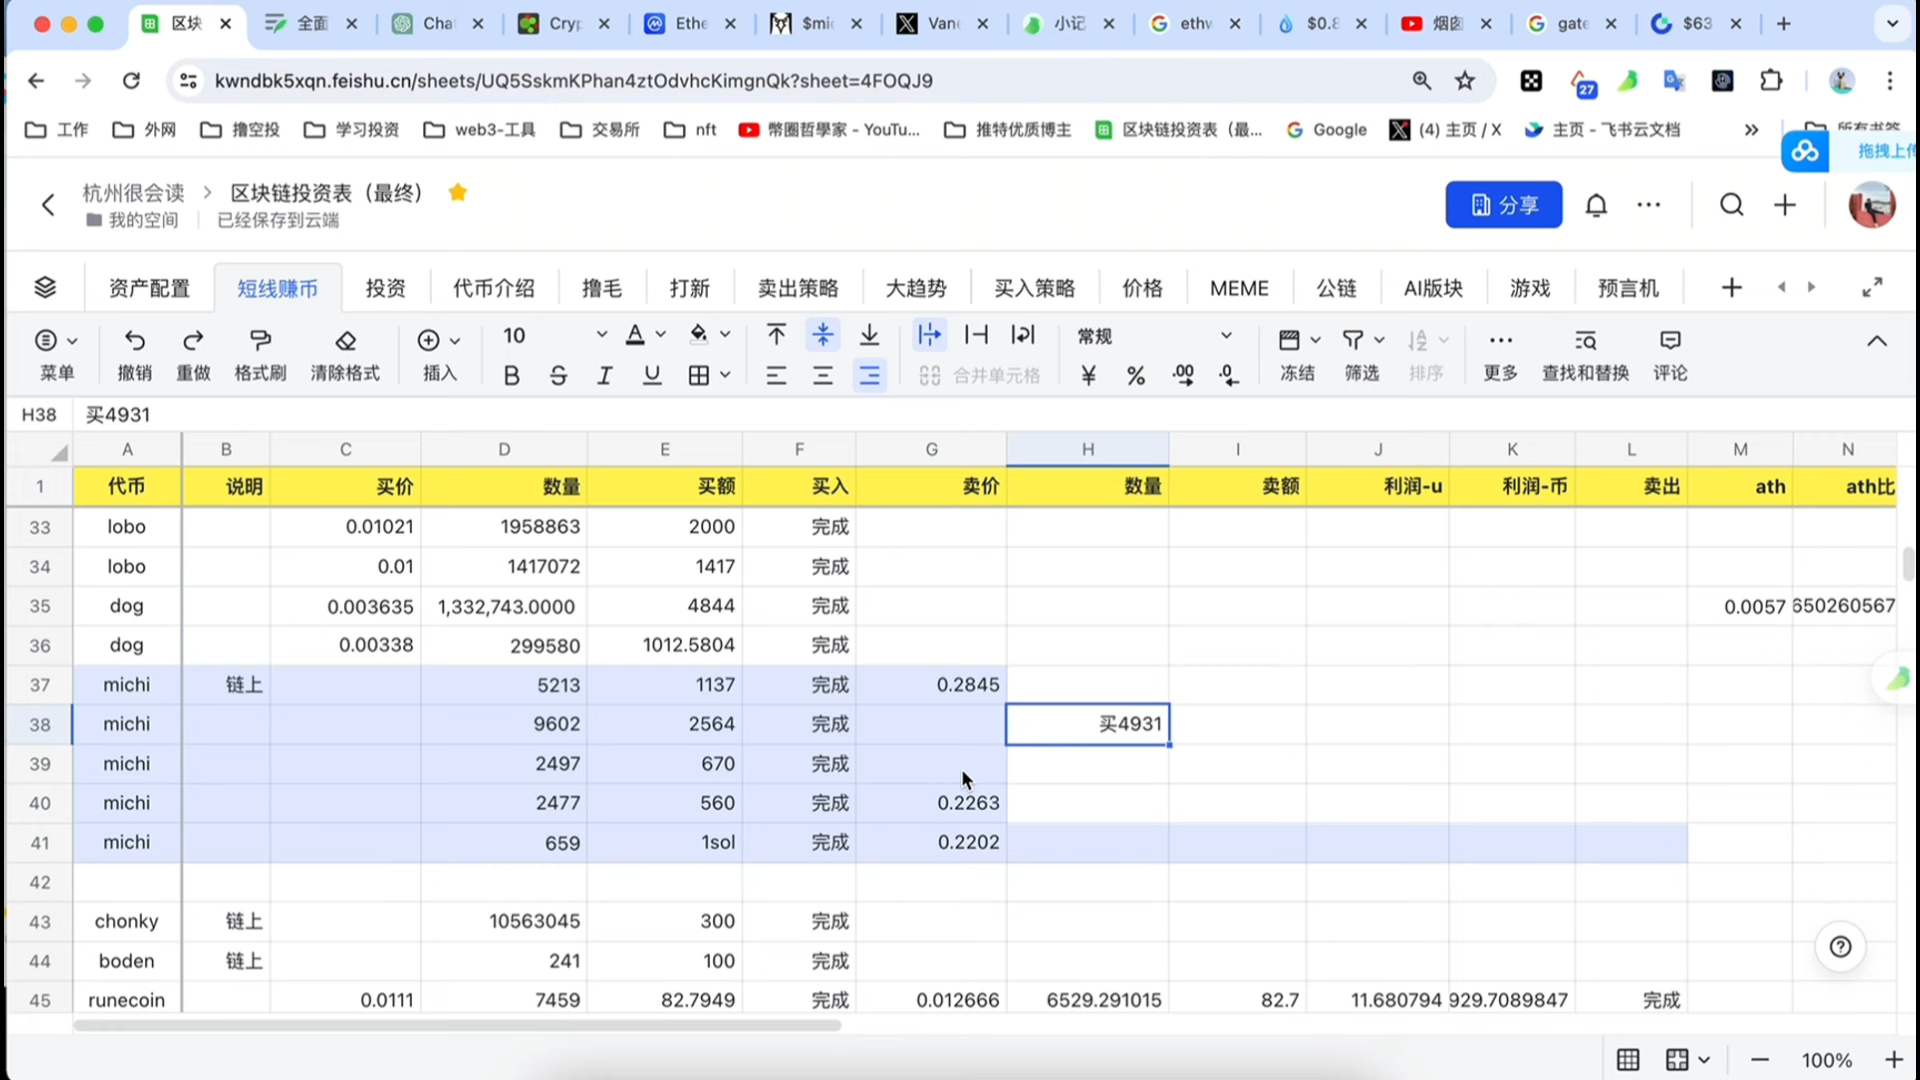 区块 全面 Cha Cryp Ethe $mic Van 小记 ethw $0.8 烟囱 gate $63
kwndbk5xqn.feishu.cn/sheets/UQ5SskmKPhan4ztOdvhcKimgnQk?sheet=4FOQJ9
27
工作 外网 撸空投 学习投资 web3-工具 交易所 nft 幣圈哲學家 - YouTu... 推特优质博主 区块链投资表（最... Google (4) 主页 / X 主页 - 飞书云文档 » 所有书签
拖拽上传
杭州很会读 > 区块链投资表（最终）
我的空间 已经保存到云端
分享
资产配置 短线赚币 投资 代币介绍 撸毛 打新 卖出策略 大趋势 买入策略 价格 MEME 公链 AI版块 游戏 预言机
10 A 常规
菜单 撤销 重做 格式刷 清除格式 插入 B S I U 合并单元格 ¥ % .00 .0 冻结 筛选 排序 更多 查找和替换 评论
H38 买4931
A B C D E F G H I J K L M N
1 代币 说明 买价 数量 买额 买入 卖价 数量 卖额 利润-u 利润-币 卖出 ath ath比
33 lobo 0.01021 1958863 2000 完成
34 lobo 0.01 1417072 1417 完成
35 dog 0.003635 1,332,743.0000 4844 完成 0.0057 650260567
36 dog 0.00338 299580 1012.5804 完成
37 michi 链上 5213 1137 完成 0.2845
38 michi 9602 2564 完成 买4931
39 michi 2497 670 完成
40 michi 2477 560 完成 0.2263
41 michi 659 1sol 完成 0.2202
42
43 chonky 链上 10563045 300 完成
44 boden 链上 241 100 完成
45 runecoin 0.0111 7459 82.7949 完成 0.012666 6529.291015 82.7 11.680794 929.7089847 完成
100%